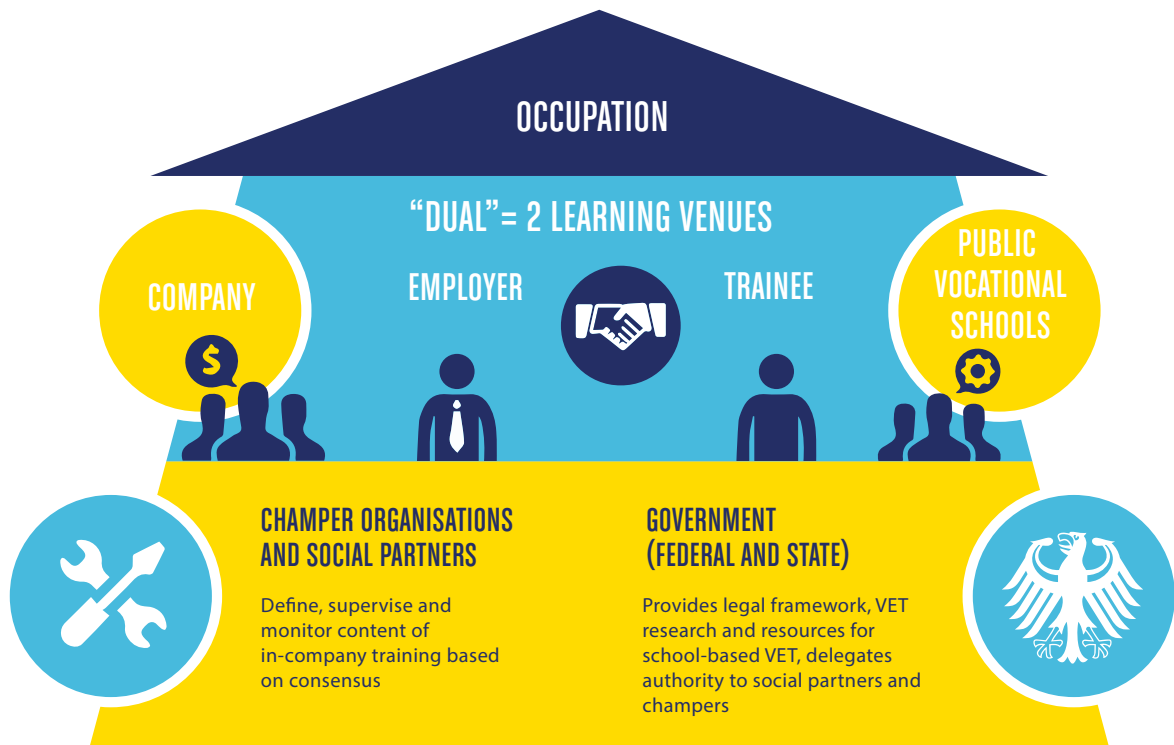 OCCUPATION
“DUAL”= 2 LEARNING VENUES
COMPANY
$
EMPLOYER
TRAINEE
PUBLIC
VOCATIONAL
SCHOOLS
CHAMPER ORGANISATIONS
AND SOCIAL PARTNERS
Define, supervise and
monitor content of
in-company training based
on consensus
GOVERNMENT
(FEDERAL AND STATE)
Provides legal framework, VET
research and resources for
school-based VET, delegates
authority to social partners and
champers